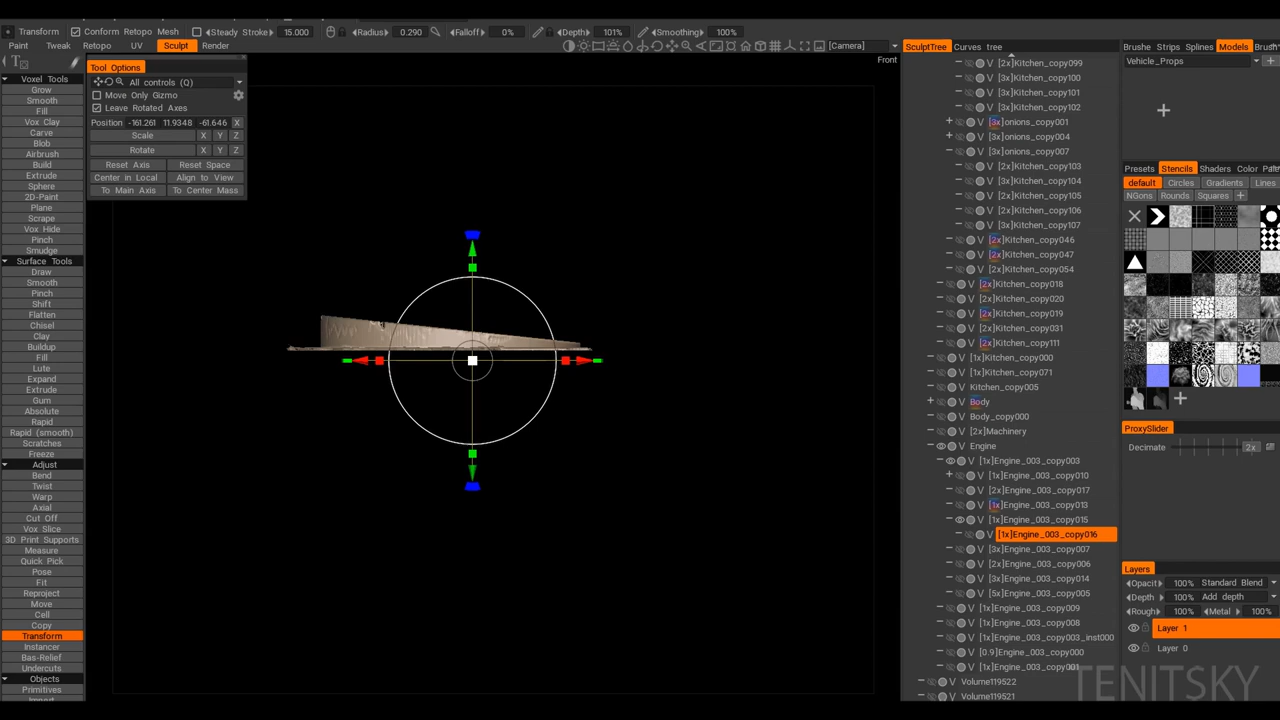 Transform Conform Retopo Mesh Steady Stroke 15.000 Radius 0.290 Falloff 0% Depth 101% Smoothing 100%
Paint Tweak Retopo UV Sculpt Render [Camera]
Front
Tool Options
All controls (Q)
Move Only Gizmo
Leave Rotated Axes
Position -161.261 11.9348 -61.646 X
Scale X Y Z
Rotate X Y Z
Reset Axis Reset Space
Center in Local Align to View
To Main Axis To Center Mass
Voxel Tools
Grow
Smooth
Fill
Vox Clay
Carve
Blob
Airbrush
Build
Extrude
Sphere
2D-Paint
Plane
Scrape
Vox Hide
Pinch
Smudge
Surface Tools
Draw
Smooth
Pinch
Shift
Flatten
Chisel
Clay
Buildup
Fill
Lute
Expand
Extrude
Gum
Absolute
Rapid
Rapid (smooth)
Scratches
Freeze
Adjust
Bend
Twist
Warp
Axial
Cut Off
Vox Slice
3D Print Supports
Measure
Quick Pick
Pose
Fit
Reproject
Move
Cell
Copy
Transform
Instancer
Bas-Relief
Undercuts
Objects
Primitives
SculptTree Curves tree
V [2x]Kitchen_copy099
V [3x]Kitchen_copy100
V [3x]Kitchen_copy101
V [3x]Kitchen_copy102
V [3x]onions_copy001
V [3x]onions_copy004
V [3x]onions_copy007
V [2x]Kitchen_copy103
V [3x]Kitchen_copy104
V [2x]Kitchen_copy105
V [2x]Kitchen_copy106
V [3x]Kitchen_copy107
V [2x]Kitchen_copy046
V [2x]Kitchen_copy047
V [2x]Kitchen_copy054
V [2x]Kitchen_copy018
V [2x]Kitchen_copy020
V [2x]Kitchen_copy019
V [2x]Kitchen_copy031
V [2x]Kitchen_copy111
V [1x]Kitchen_copy000
V [1x]Kitchen_copy071
V Kitchen_copy005
V Body
V Body_copy000
V [2x]Machinery
V Engine
V [1x]Engine_003_copy003
V [1x]Engine_003_copy010
V [2x]Engine_003_copy017
V [1x]Engine_003_copy013
V [1x]Engine_003_copy015
V [1x]Engine_003_copy016
V [3x]Engine_003_copy007
V [2x]Engine_003_copy006
V [3x]Engine_003_copy014
V [5x]Engine_003_copy005
V [1x]Engine_003_copy009
V [1x]Engine_003_copy008
V [1x]Engine_003_copy003_inst000
V [0.9]Engine_003_copy000
V [1x]Engine_003_copy001
V Volume119522
V Volume119521
Brushe Strips Splines Models
Vehicle_Props
Presets Stencils Shaders Color
default Circles Gradients Lines
NGons Rounds Squares
ProxySlider
Decimate 2x
Layers
Opacit 100% Standard Blend
Depth 100% Add depth
Rough 100% Metal 100%
Layer 1
Layer 0
TENITSKY